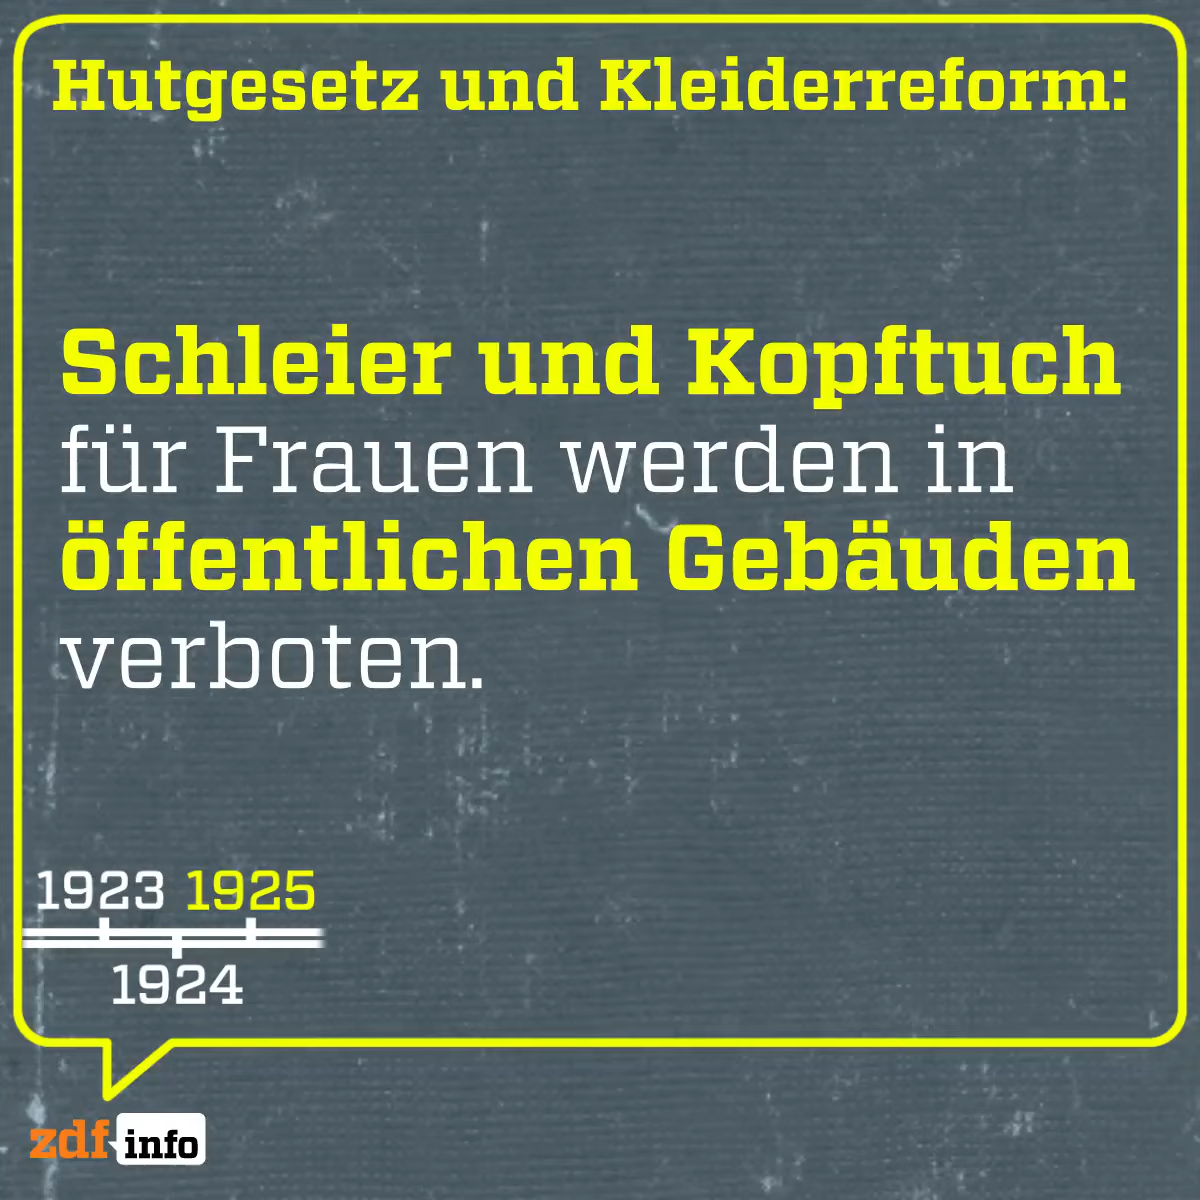 Hutgesetz und Kleiderreform:
Schleier und Kopftuch
für Frauen werden in
öffentlichen Gebäuden
verboten.
1923 1925
1924
zdf info